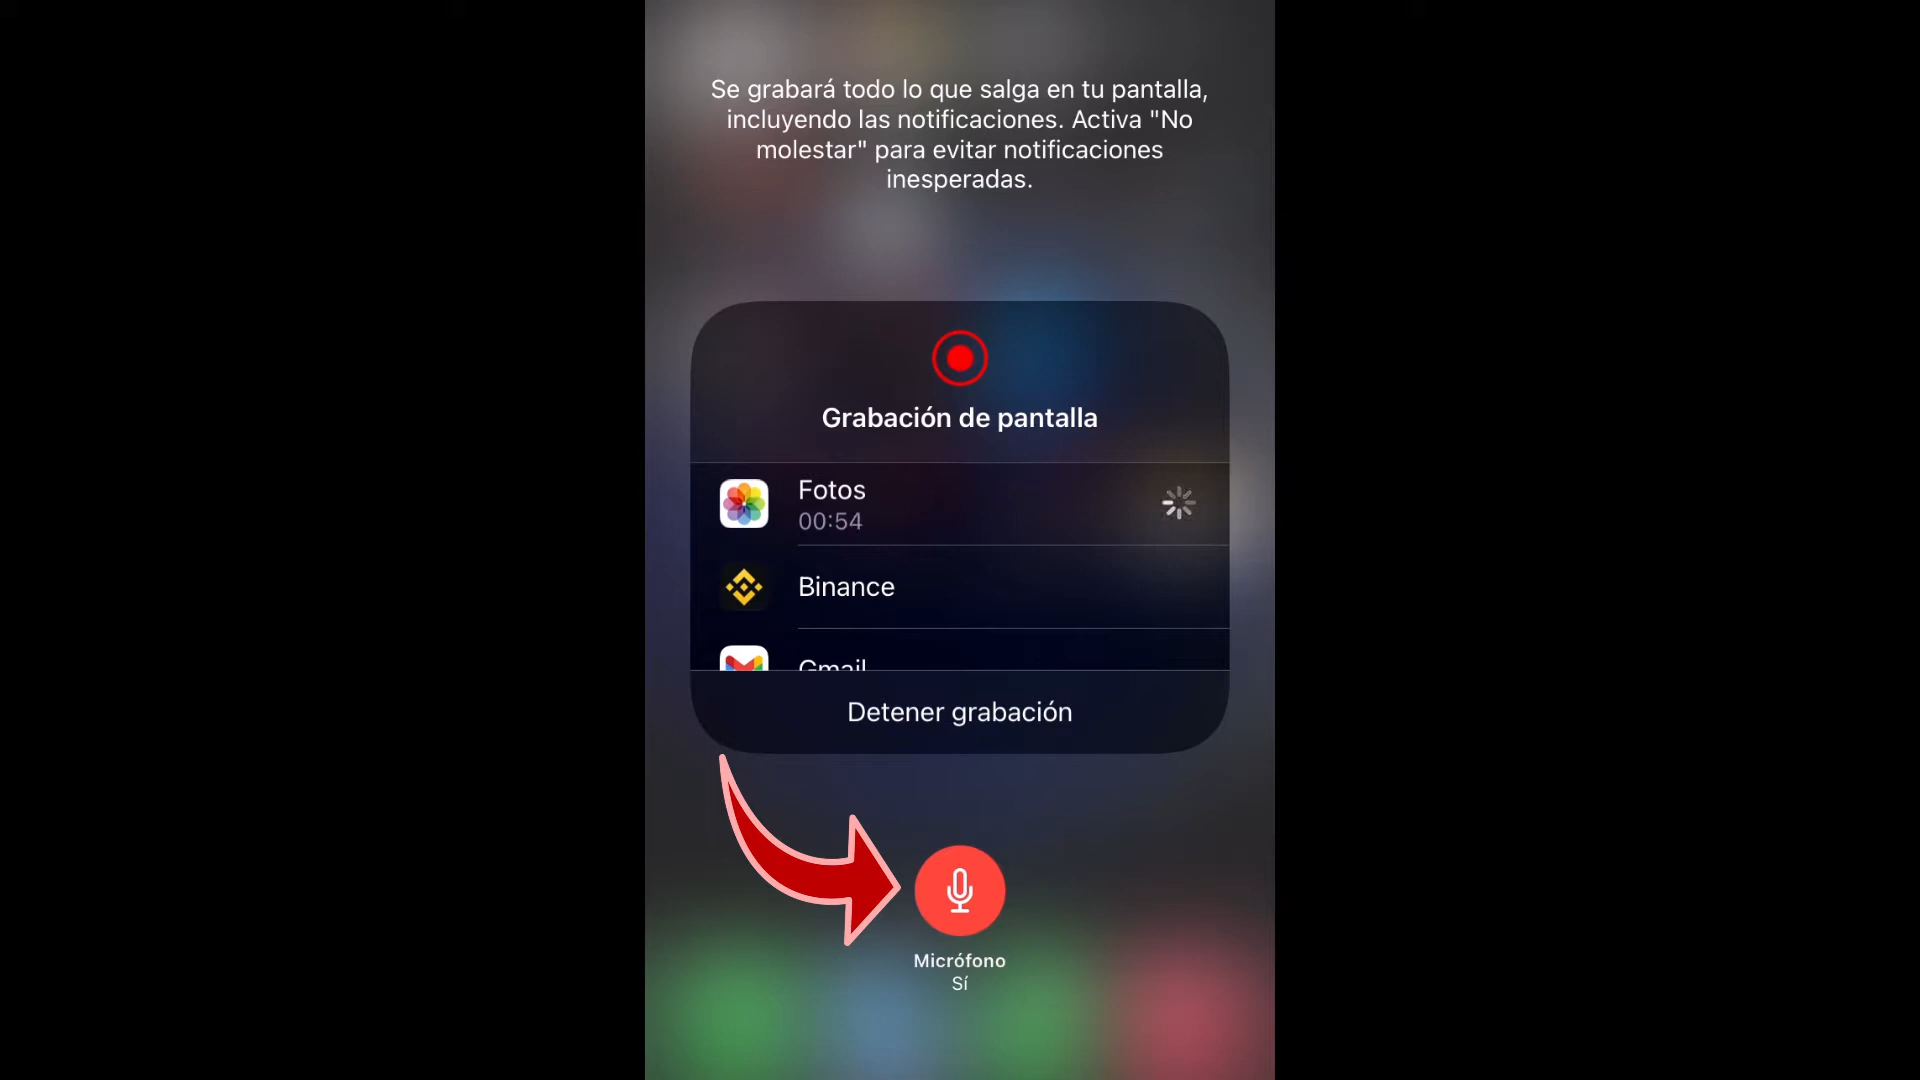 Se grabará todo lo que salga en tu pantalla,
incluyendo las notificaciones. Activa "No
molestar" para evitar notificaciones
inesperadas.
Grabación de pantalla
Fotos
00:54
Binance
Gmail
Detener grabación
Micrófono
Sí